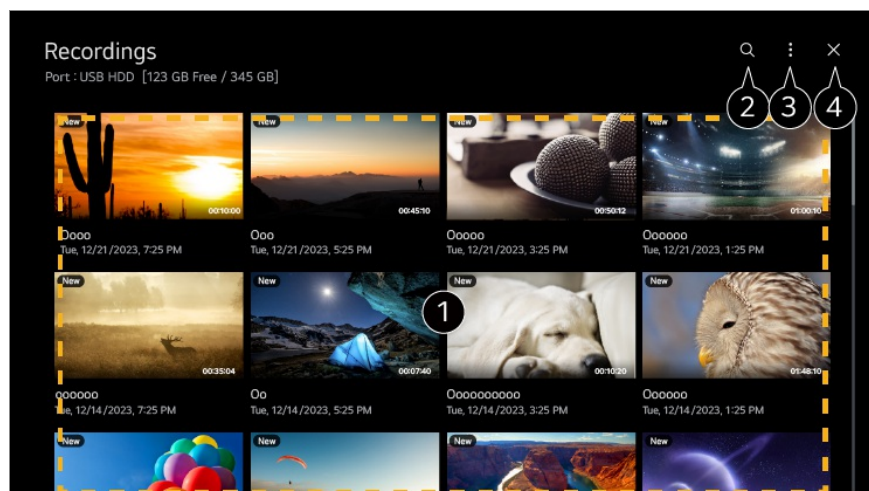 Recordings
Port : USB HDD [123 GB Free / 345 GB]
2 3 4
New New New New
00:10:00 00:45:10 00:50:12 01:00:10
Oooo Ooo Ooooo Oooooo
Tue, 12/21/2023, 7:25 PM Tue, 12/21/2023, 5:25 PM Tue, 12/21/2023, 3:25 PM Tue, 12/21/2023, 1:25 PM
New New New New
1
00:35:04 00:07:40 00:10:20 01:48:10
oooooo Oo Oooooooooo Oooooo
Tue, 12/14/2023, 7:25 PM Tue, 12/14/2023, 5:25 PM Tue, 12/14/2023, 3:25 PM Tue, 12/14/2023, 1:25 PM
New New New New